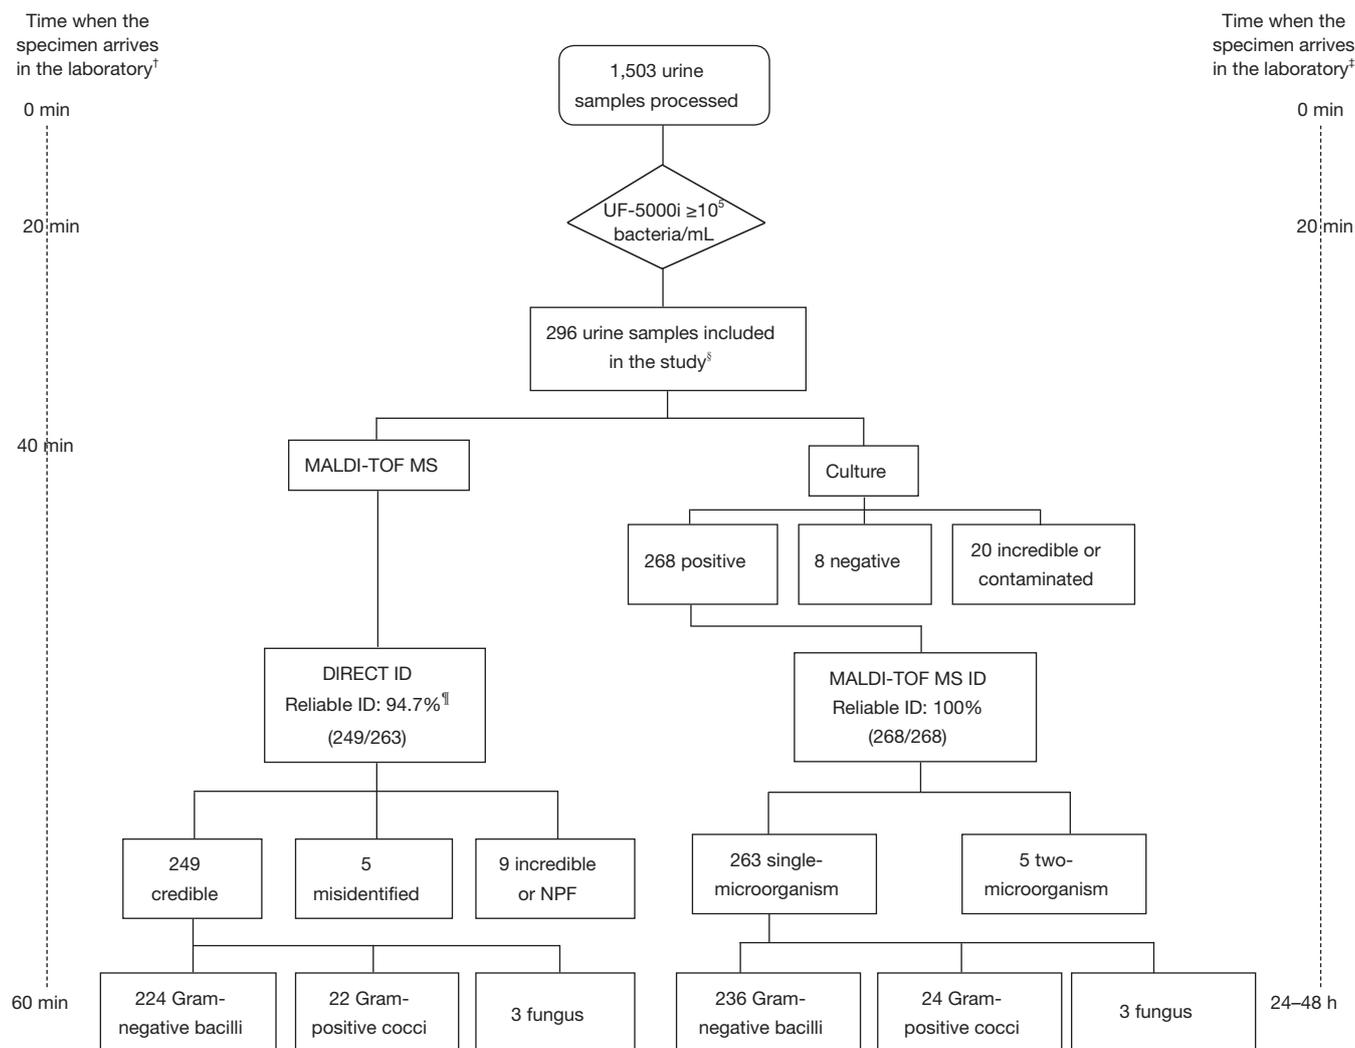 Time when the
specimen arrives
in the laboratory†
0 min
20 min
40 min
60 min
Time when the
specimen arrives
in the laboratory‡
0 min
20 min
24–48 h
1,503 urine
samples processed
UF-5000i ≥10⁵
bacteria/mL
296 urine samples included
in the study§
MALDI-TOF MS
Culture
268 positive
8 negative
20 incredible or
contaminated
DIRECT ID
Reliable ID: 94.7%¶
(249/263)
MALDI-TOF MS ID
Reliable ID: 100%
(268/268)
249
credible
5
misidentified
9 incredible
or NPF
263 single-
microorganism
5 two-
microorganism
224 Gram-
negative bacilli
22 Gram-
positive cocci
3 fungus
236 Gram-
negative bacilli
24 Gram-
positive cocci
3 fungus